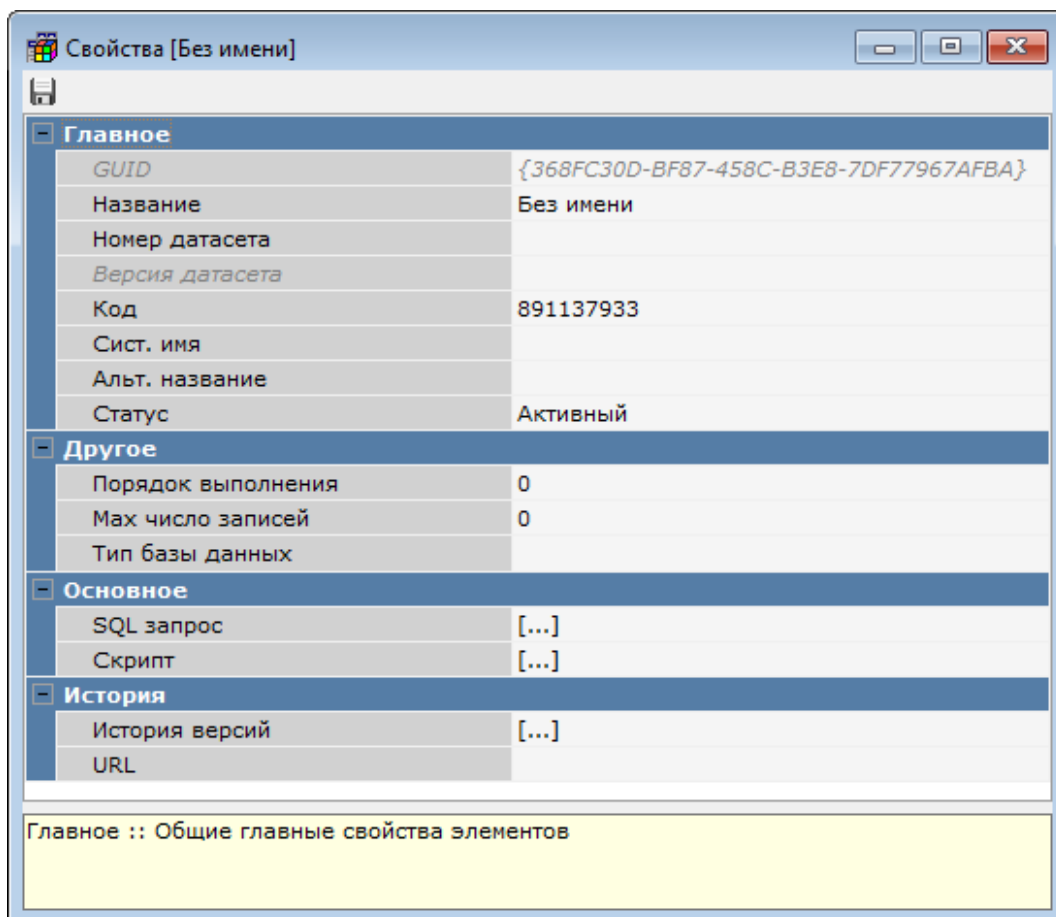 Свойства [Без имени]
Главное
GUID {368FC30D-BF87-458C-B3E8-7DF77967AFBA}
Название Без имени
Номер датасета
Версия датасета
Код 891137933
Сист. имя
Альт. название
Статус Активный
Другое
Порядок выполнения 0
Max число записей 0
Тип базы данных
Основное
SQL запрос [...]
Скрипт [...]
История
История версий [...]
URL
Главное :: Общие главные свойства элементов